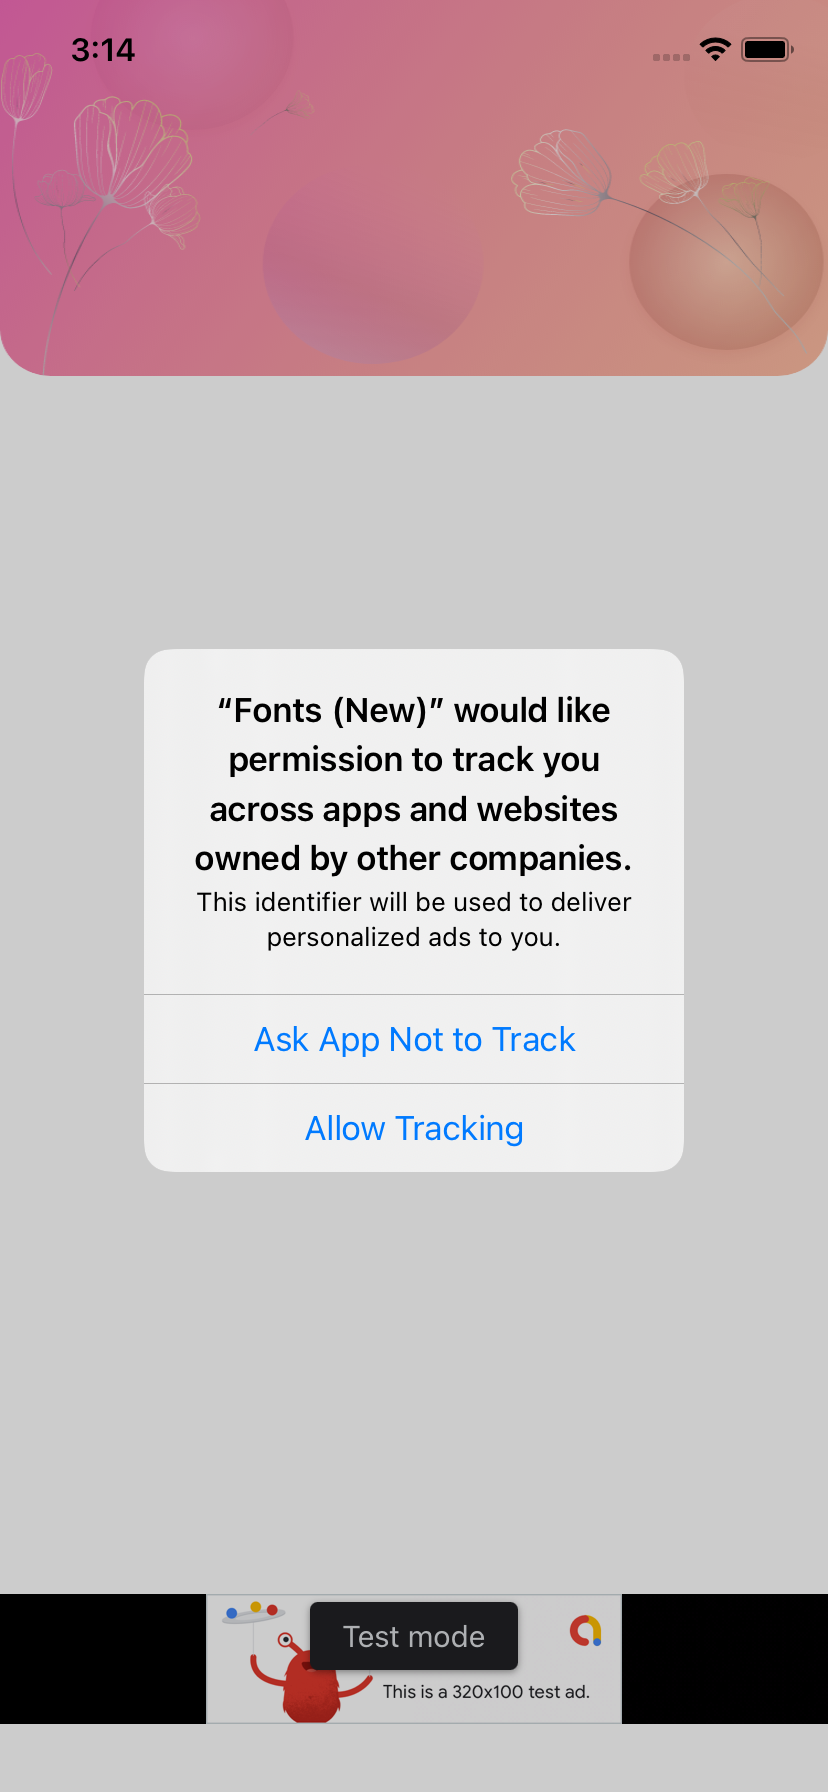 3:14
“Fonts (New)” would like
permission to track you
across apps and websites
owned by other companies.
This identifier will be used to deliver
personalized ads to you.
Ask App Not to Track
Allow Tracking
Test mode
This is a 320x100 test ad.